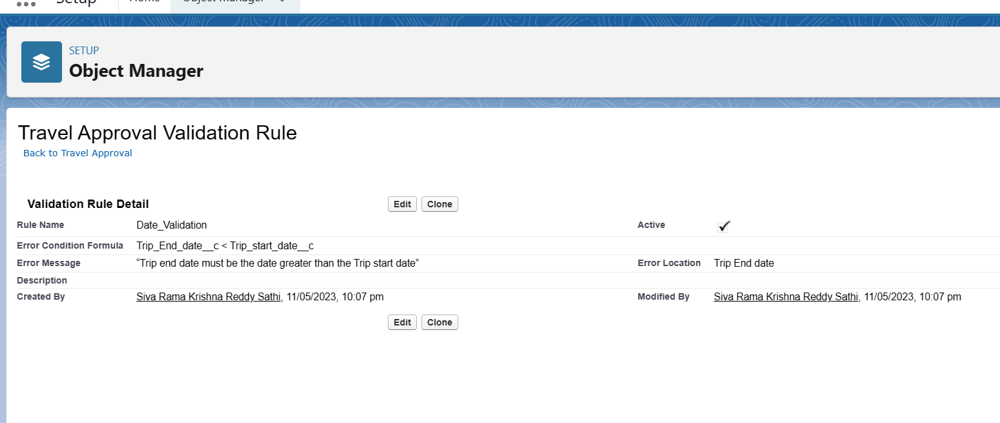 Setup Home Object Manager
SETUP
Object Manager
Travel Approval Validation Rule
Back to Travel Approval
Validation Rule Detail Edit Clone
Rule Name Date_Validation Active
Error Condition Formula Trip_End_date__c < Trip_start_date__c
Error Message “Trip end date must be the date greater than the Trip start date” Error Location Trip End date
Description
Created By Siva Rama Krishna Reddy Sathi, 11/05/2023, 10:07 pm Modified By Siva Rama Krishna Reddy Sathi, 11/05/2023, 10:07 pm
Edit Clone